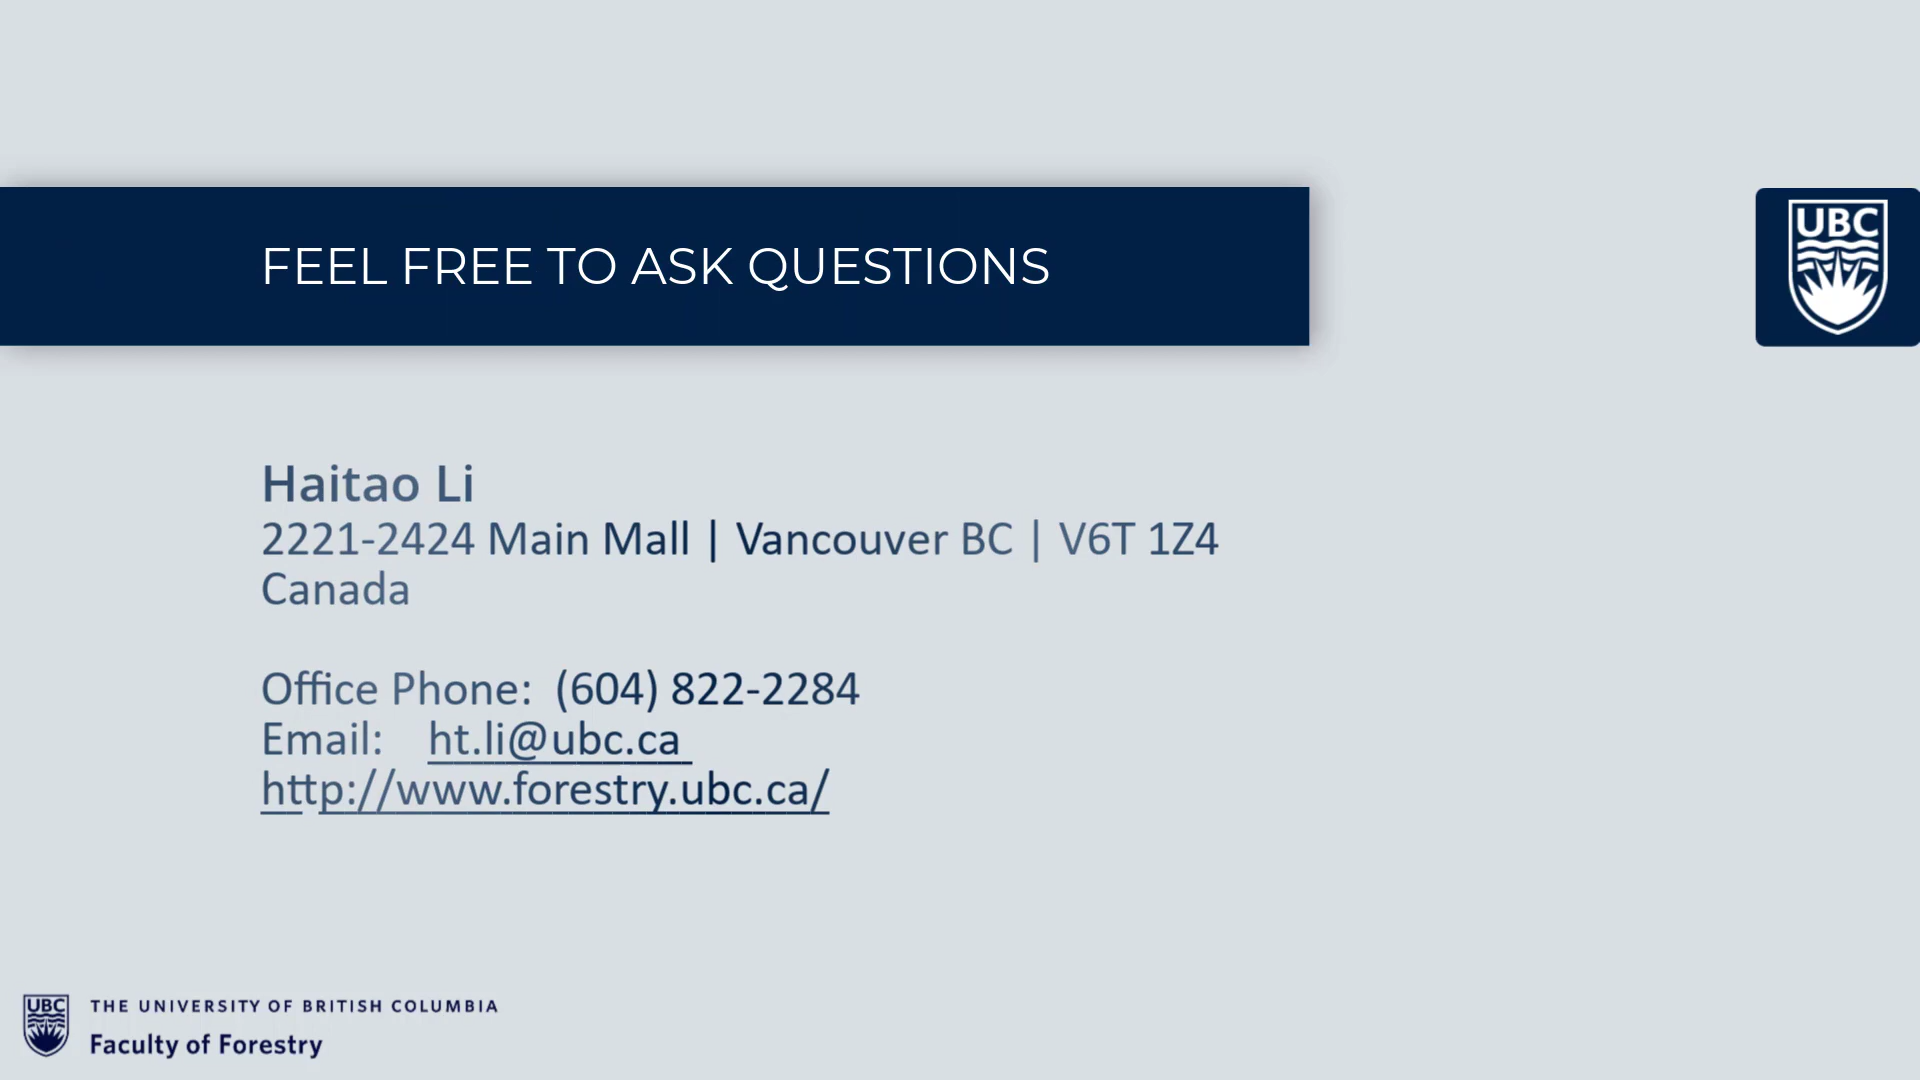 FEEL FREE TO ASK QUESTIONS
UBC
Haitao Li
2221-2424 Main Mall | Vancouver BC | V6T 1Z4
Canada
Office Phone: (604) 822-2284
Email: ht.li@ubc.ca
http://www.forestry.ubc.ca/
UBC
THE UNIVERSITY OF BRITISH COLUMBIA
Faculty of Forestry